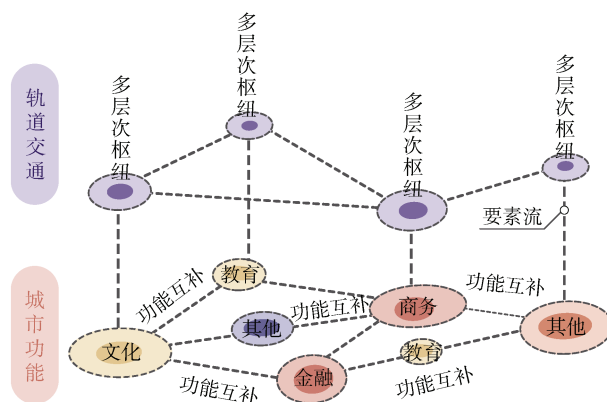 轨道交通
多层次枢纽
多层次枢纽
多层次枢纽
多层次枢纽
要素流
城市功能
教育
功能互补
功能互补
功能互补
商务
其他
其他
文化
教育
金融
功能互补
功能互补